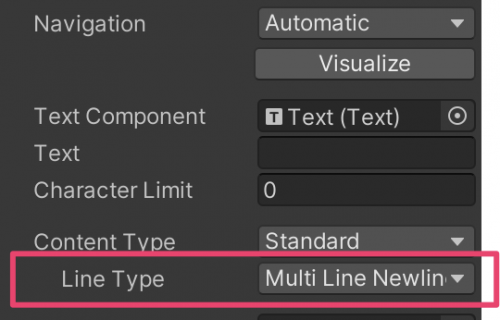 Navigation Automatic
Visualize
Text Component T Text (Text)
Text
Character Limit 0
Content Type Standard
Line Type Multi Line Newlin